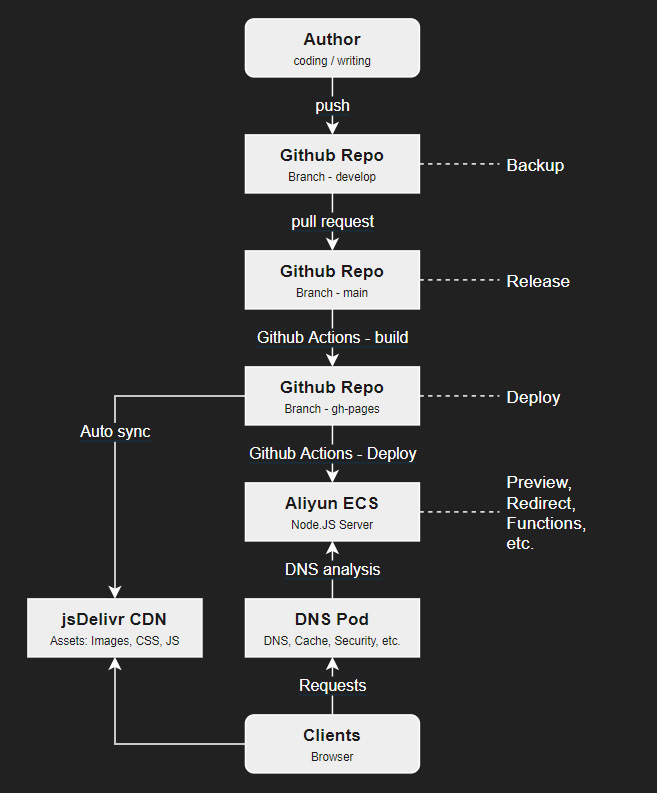 Author
coding / writing
push
Github Repo
Branch - develop
Backup
pull request
Github Repo
Branch - main
Release
Github Actions - build
Github Repo
Branch - gh-pages
Deploy
Auto sync
Github Actions - Deploy
Aliyun ECS
Node.JS Server
Preview,
Redirect,
Functions,
etc.
DNS analysis
jsDelivr CDN
Assets: Images, CSS, JS
DNS Pod
DNS, Cache, Security, etc.
Requests
Clients
Browser